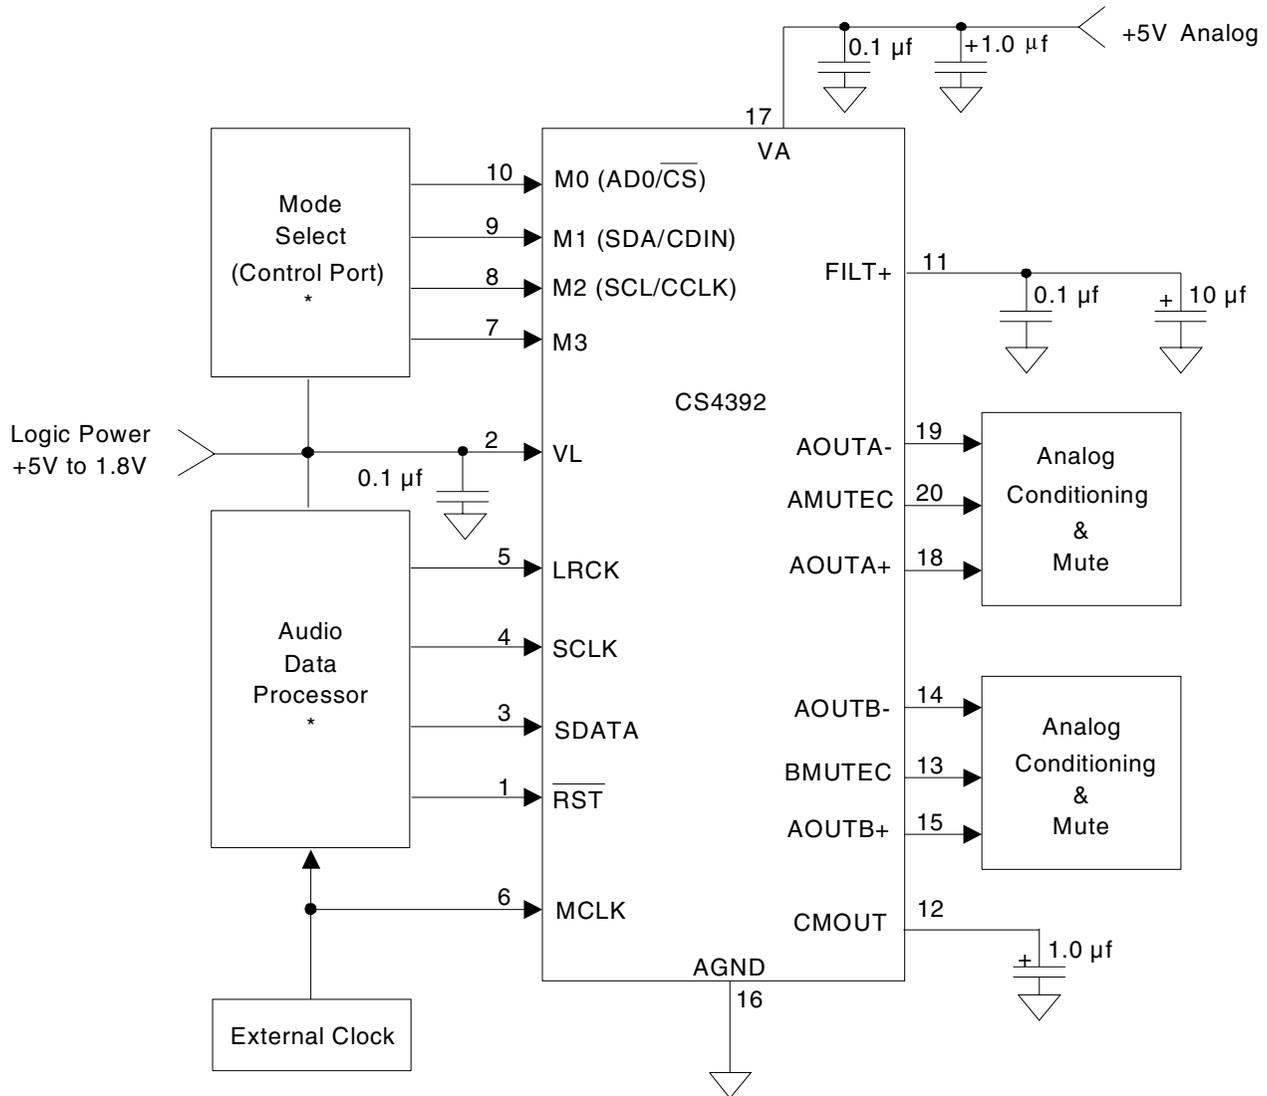 0.1 µf
+1.0 µf
+5V Analog
17
VA
Mode
Select
(Control Port)
*
10
M0 (AD0/CS)
9
M1 (SDA/CDIN)
8
M2 (SCL/CCLK)
7
M3
FILT+
11
0.1 µf
+
10 µf
CS4392
Logic Power
+5V to 1.8V
2
VL
0.1 µf
AOUTA-
19
AMUTEC
20
AOUTA+
18
Analog
Conditioning
&
Mute
Audio
Data
Processor
*
5
LRCK
4
SCLK
3
SDATA
1
RST
AOUTB-
14
BMUTEC
13
AOUTB+
15
Analog
Conditioning
&
Mute
6
MCLK
CMOUT
12
+
1.0 µf
AGND
16
External Clock